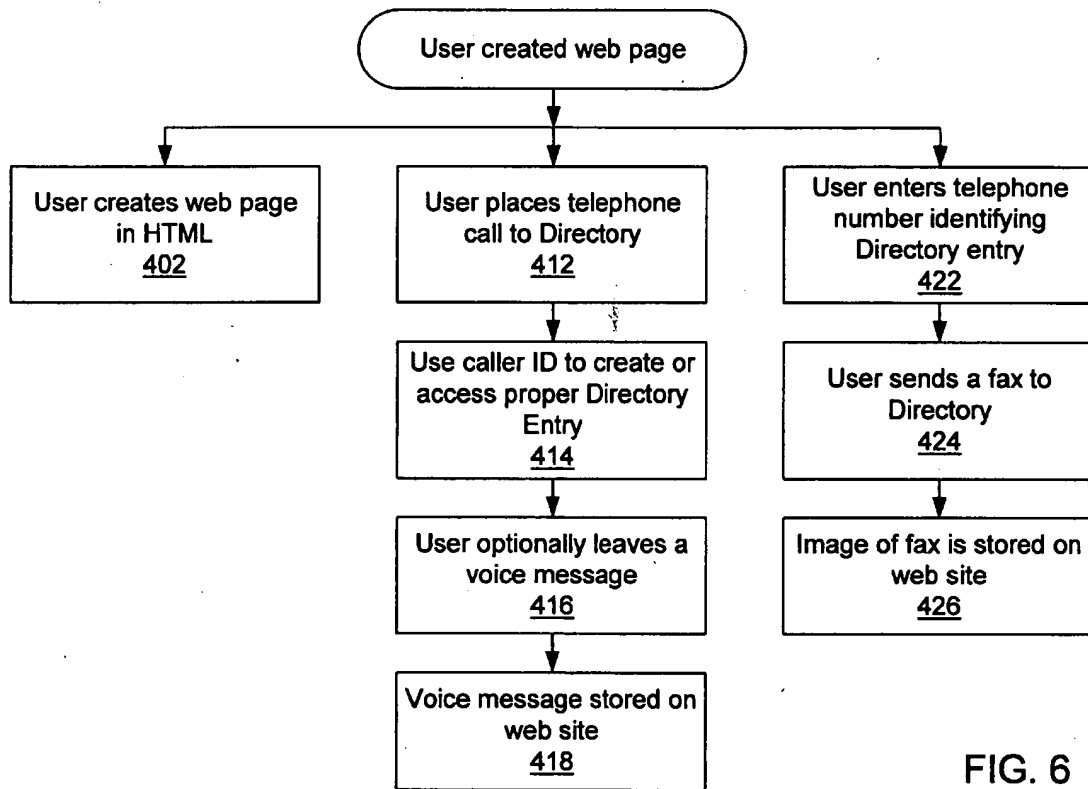 User created web page
User creates web page
in HTML
402
User places telephone
call to Directory
412
Use caller ID to create or
access proper Directory
Entry
414
User optionally leaves a
voice message
416
Voice message stored on
web site
418
User enters telephone
number identifying
Directory entry
422
User sends a fax to
Directory
424
Image of fax is stored on
web site
426
FIG. 6